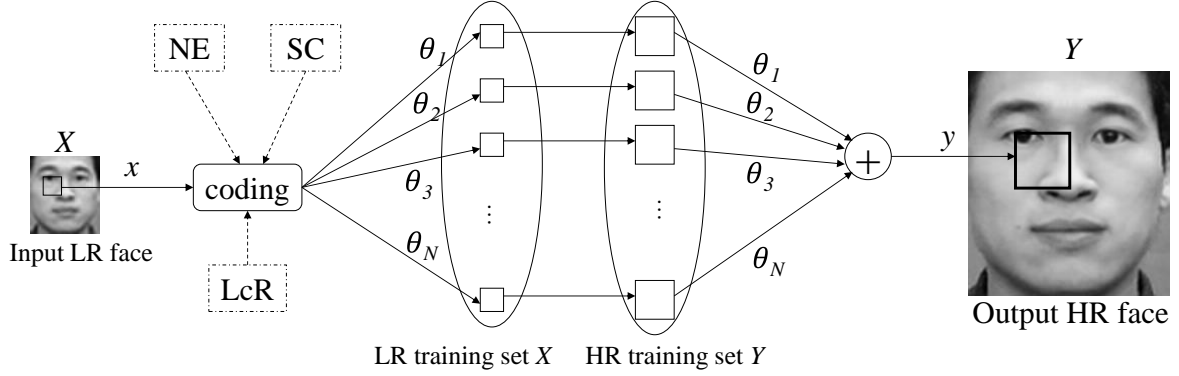 NE
SC
X
x
coding
Input LR face
LcR
θ1
θ2
θ3
θN
⋮
LR training set X
⋮
HR training set Y
θ1
θ2
θ3
θN
+
y
Y
Output HR face